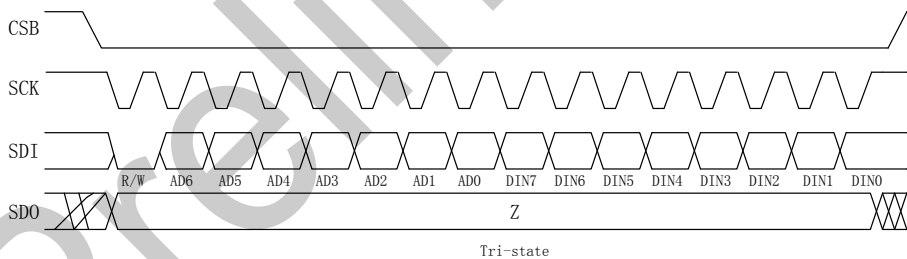 CSB
SCK
SDI
R/W AD6 AD5 AD4 AD3 AD2 AD1 AD0 DIN7 DIN6 DIN5 DIN4 DIN3 DIN2 DIN1 DIN0
SDO Z
Tri-state